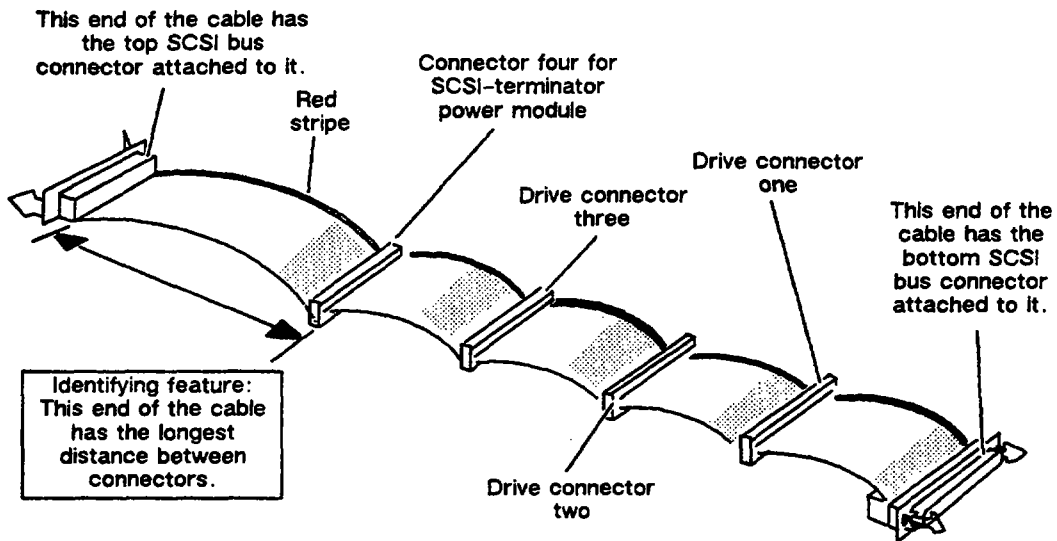 This end of the cable has
the top SCSI bus
connector attached to it.
Red
stripe
Connector four for
SCSI-terminator
power module
Drive connector
three
Drive connector
one
This end of the
cable has the
bottom SCSI
bus connector
attached to it.
Identifying feature:
This end of the cable
has the longest
distance between
connectors.
Drive connector
two